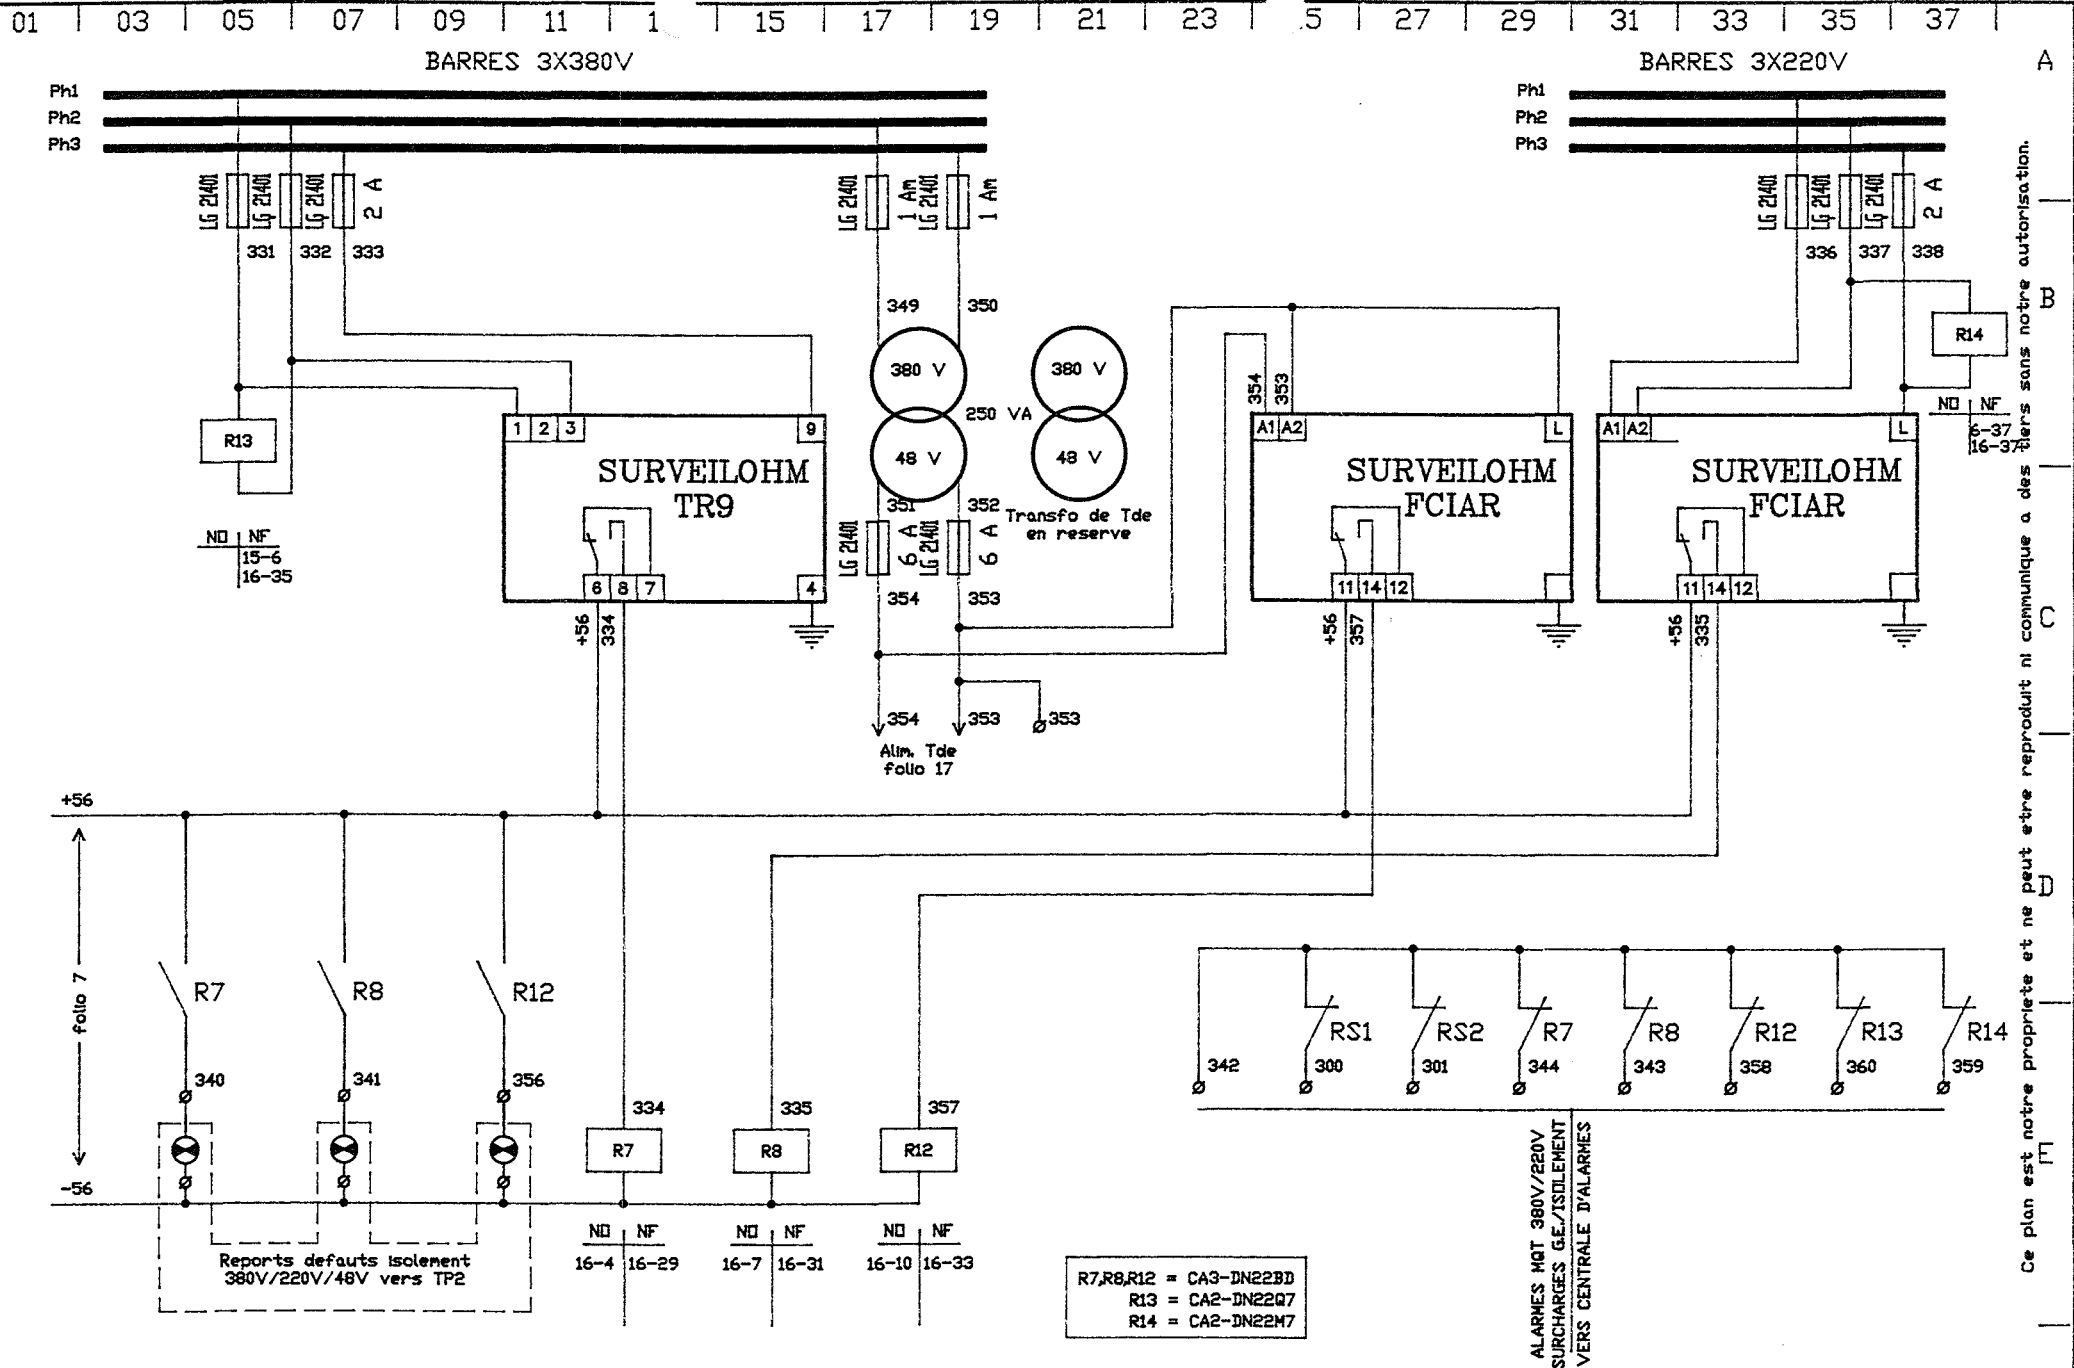 01 | 03 | 05 | 07 | 09 | 11 | 1 15 | 17 | 19 | 21 | 23 | .5 | 27 | 29 | 31 | 33 | 35 | 37 |
BARRES 3X380V
BARRES 3X220V
A
Ph1
Ph2
Ph3
Ph1
Ph2
Ph3
LG 21401
LG 21401
LG 21401
2 A
LG 21401
1 Am
LG 21401
1 Am
LG 21401
LG 21401
LG 21401
2 A
331 332 333
336 337 338
349 350
B
R14
380 V
380 V
250 VA
48 V
48 V
354
353
R13
1 2 3 9
A1 A2 L
A1 A2 L
NO NF
6-37
16-37
SURVEILOHM
TR9
SURVEILOHM
FCIAR
SURVEILOHM
FCIAR
351 352
Transfo de Tde
en reserve
LG 21401
6 A
LG 21401
6 A
NO NF
15-6
16-35
6 8 7 4
11 14 12
11 14 12
354 353
+56
334
+56
357
+56
335
C
354 353 353
Alim. Tde
folio 17
+56
folio 7
D
R7 R8 R12
RS1 RS2 R7 R8 R12 R13 R14
340 341 356
342 300 301 344 343 358 360 359
334 335 357
R7 R8 R12
E
-56
NO NF
16-4 16-29
NO NF
16-7 16-31
NO NF
16-10 16-33
Reports defauts isolement
380V/220V/48V vers TP2
R7,R8,R12 = CA3-DN22BD
R13 = CA2-DN22Q7
R14 = CA2-DN22M7
ALARMES MQT 380V/220V
SURCHARGES G.E./ISOLEMENT
VERS CENTRALE D'ALARMES
Ce plan est notre propriete et ne peut etre reproduit ni communique a des tiers sans notre autorisation.